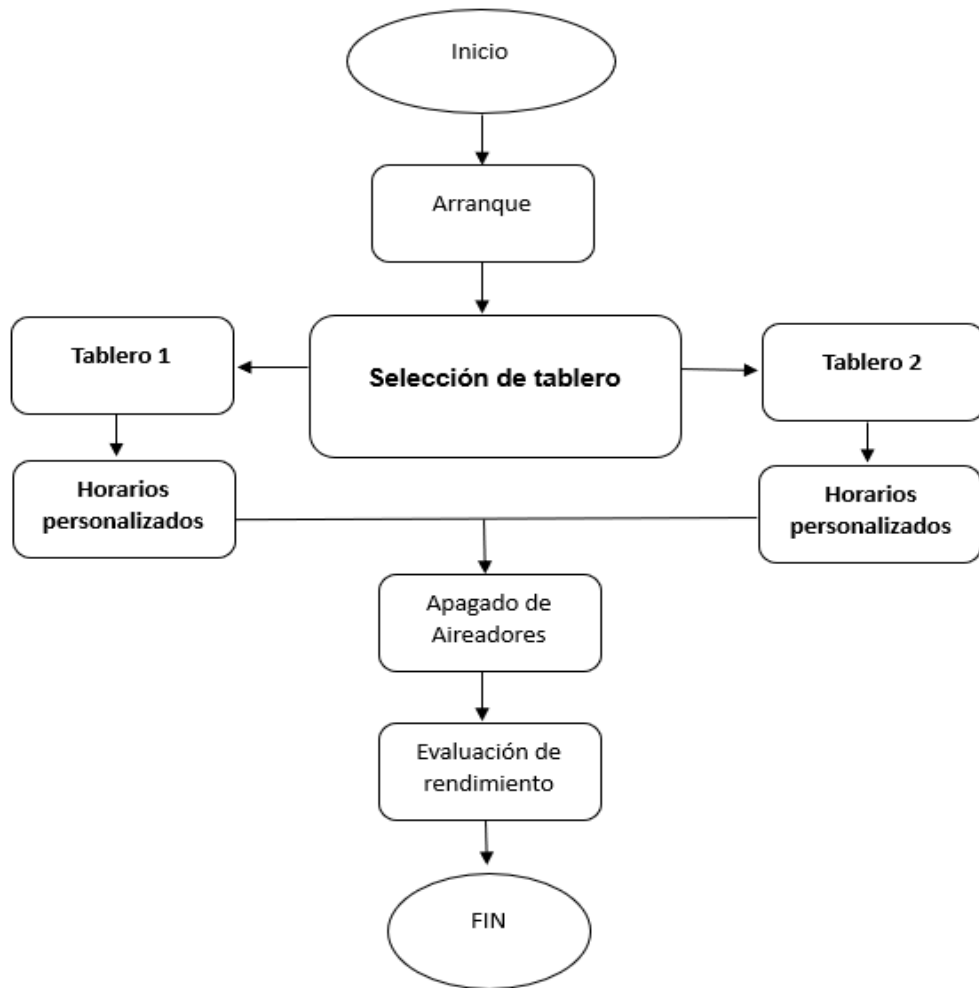 Inicio
Arranque
Selección de tablero
Tablero 1
Tablero 2
Horarios
personalizados
Horarios
personalizados
Apagado de
Aireadores
Evaluación de
rendimiento
FIN